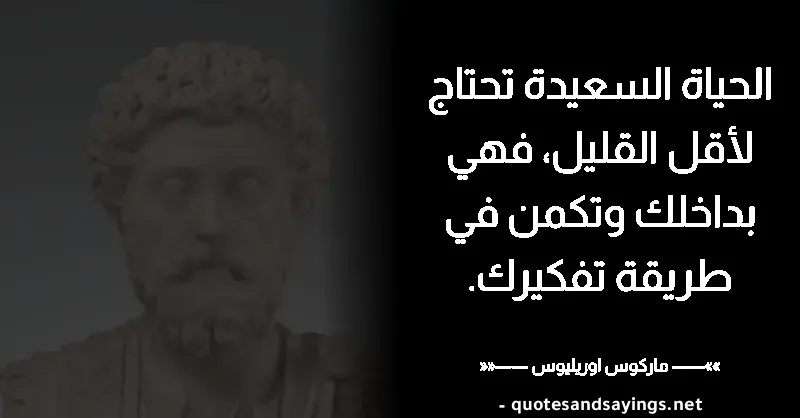 الحياة السعيدة تحتاج
لأقل القليل، فهي
بداخلك وتكمن في
طريقة تفكيرك.
»»—— ماركوس اوريليوس ——««
- quotesandsayings.net